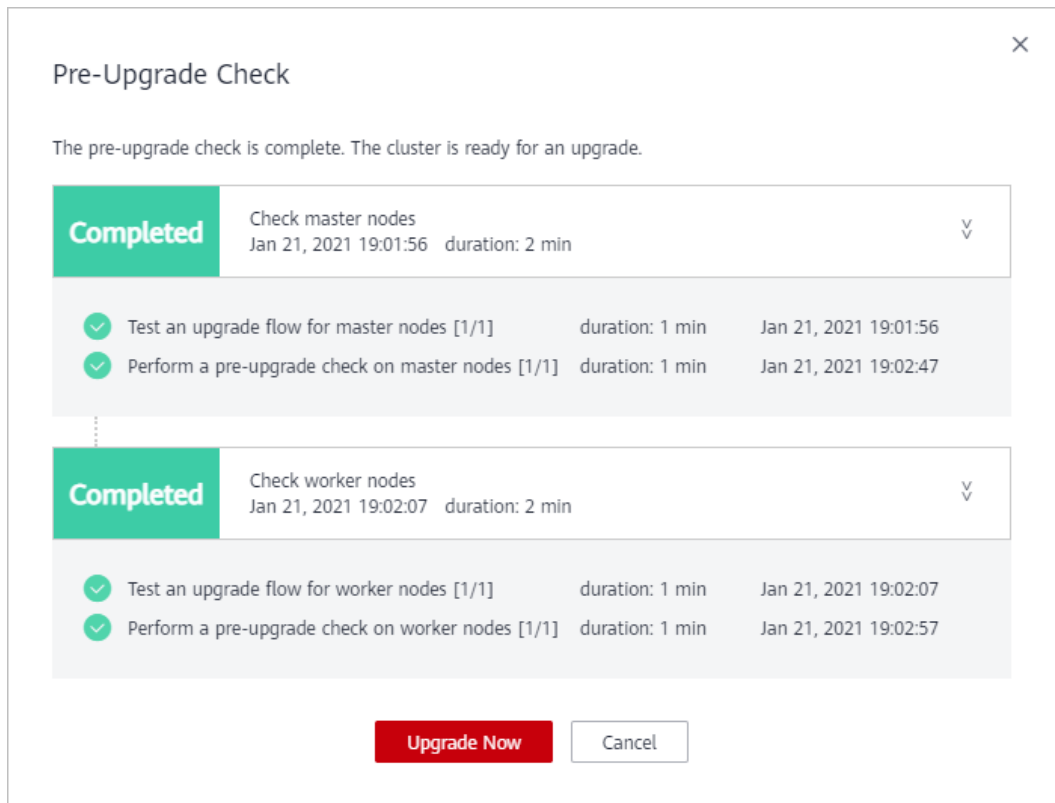 Pre-Upgrade Check
The pre-upgrade check is complete. The cluster is ready for an upgrade.
Completed
Check master nodes
Jan 21, 2021 19:01:56 duration: 2 min
Test an upgrade flow for master nodes [1/1] duration: 1 min Jan 21, 2021 19:01:56
Perform a pre-upgrade check on master nodes [1/1] duration: 1 min Jan 21, 2021 19:02:47
Completed
Check worker nodes
Jan 21, 2021 19:02:07 duration: 2 min
Test an upgrade flow for worker nodes [1/1] duration: 1 min Jan 21, 2021 19:02:07
Perform a pre-upgrade check on worker nodes [1/1] duration: 1 min Jan 21, 2021 19:02:57
Upgrade Now Cancel